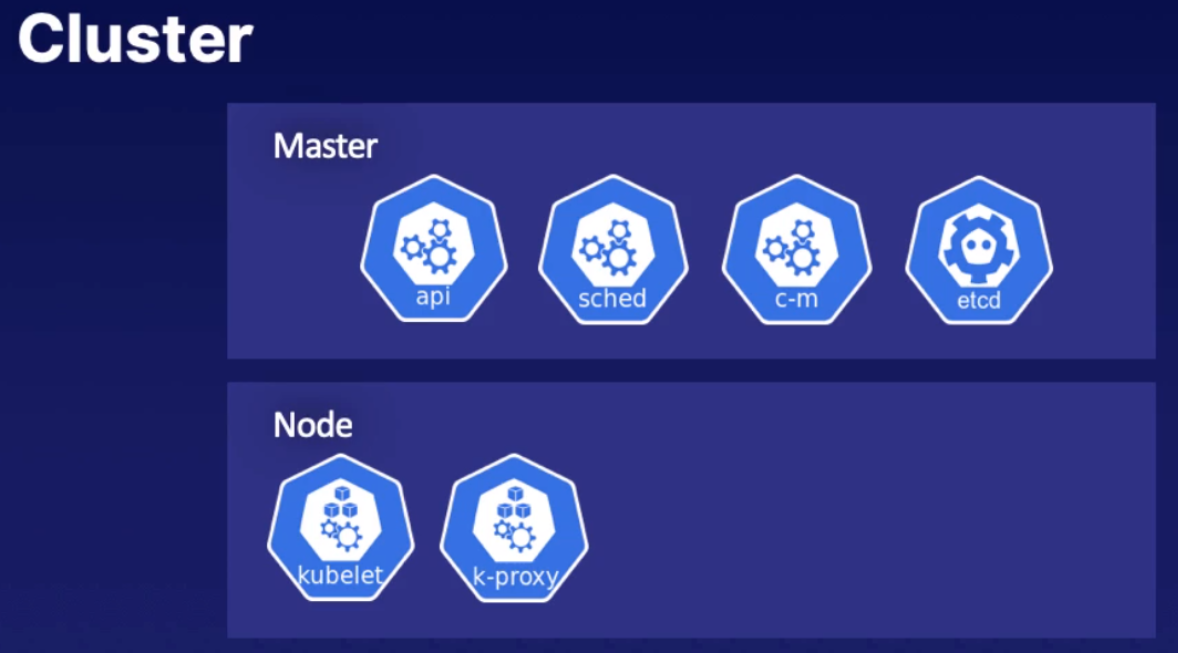 Cluster
Master
api
sched
c-m
etcd
Node
kubelet
k-proxy